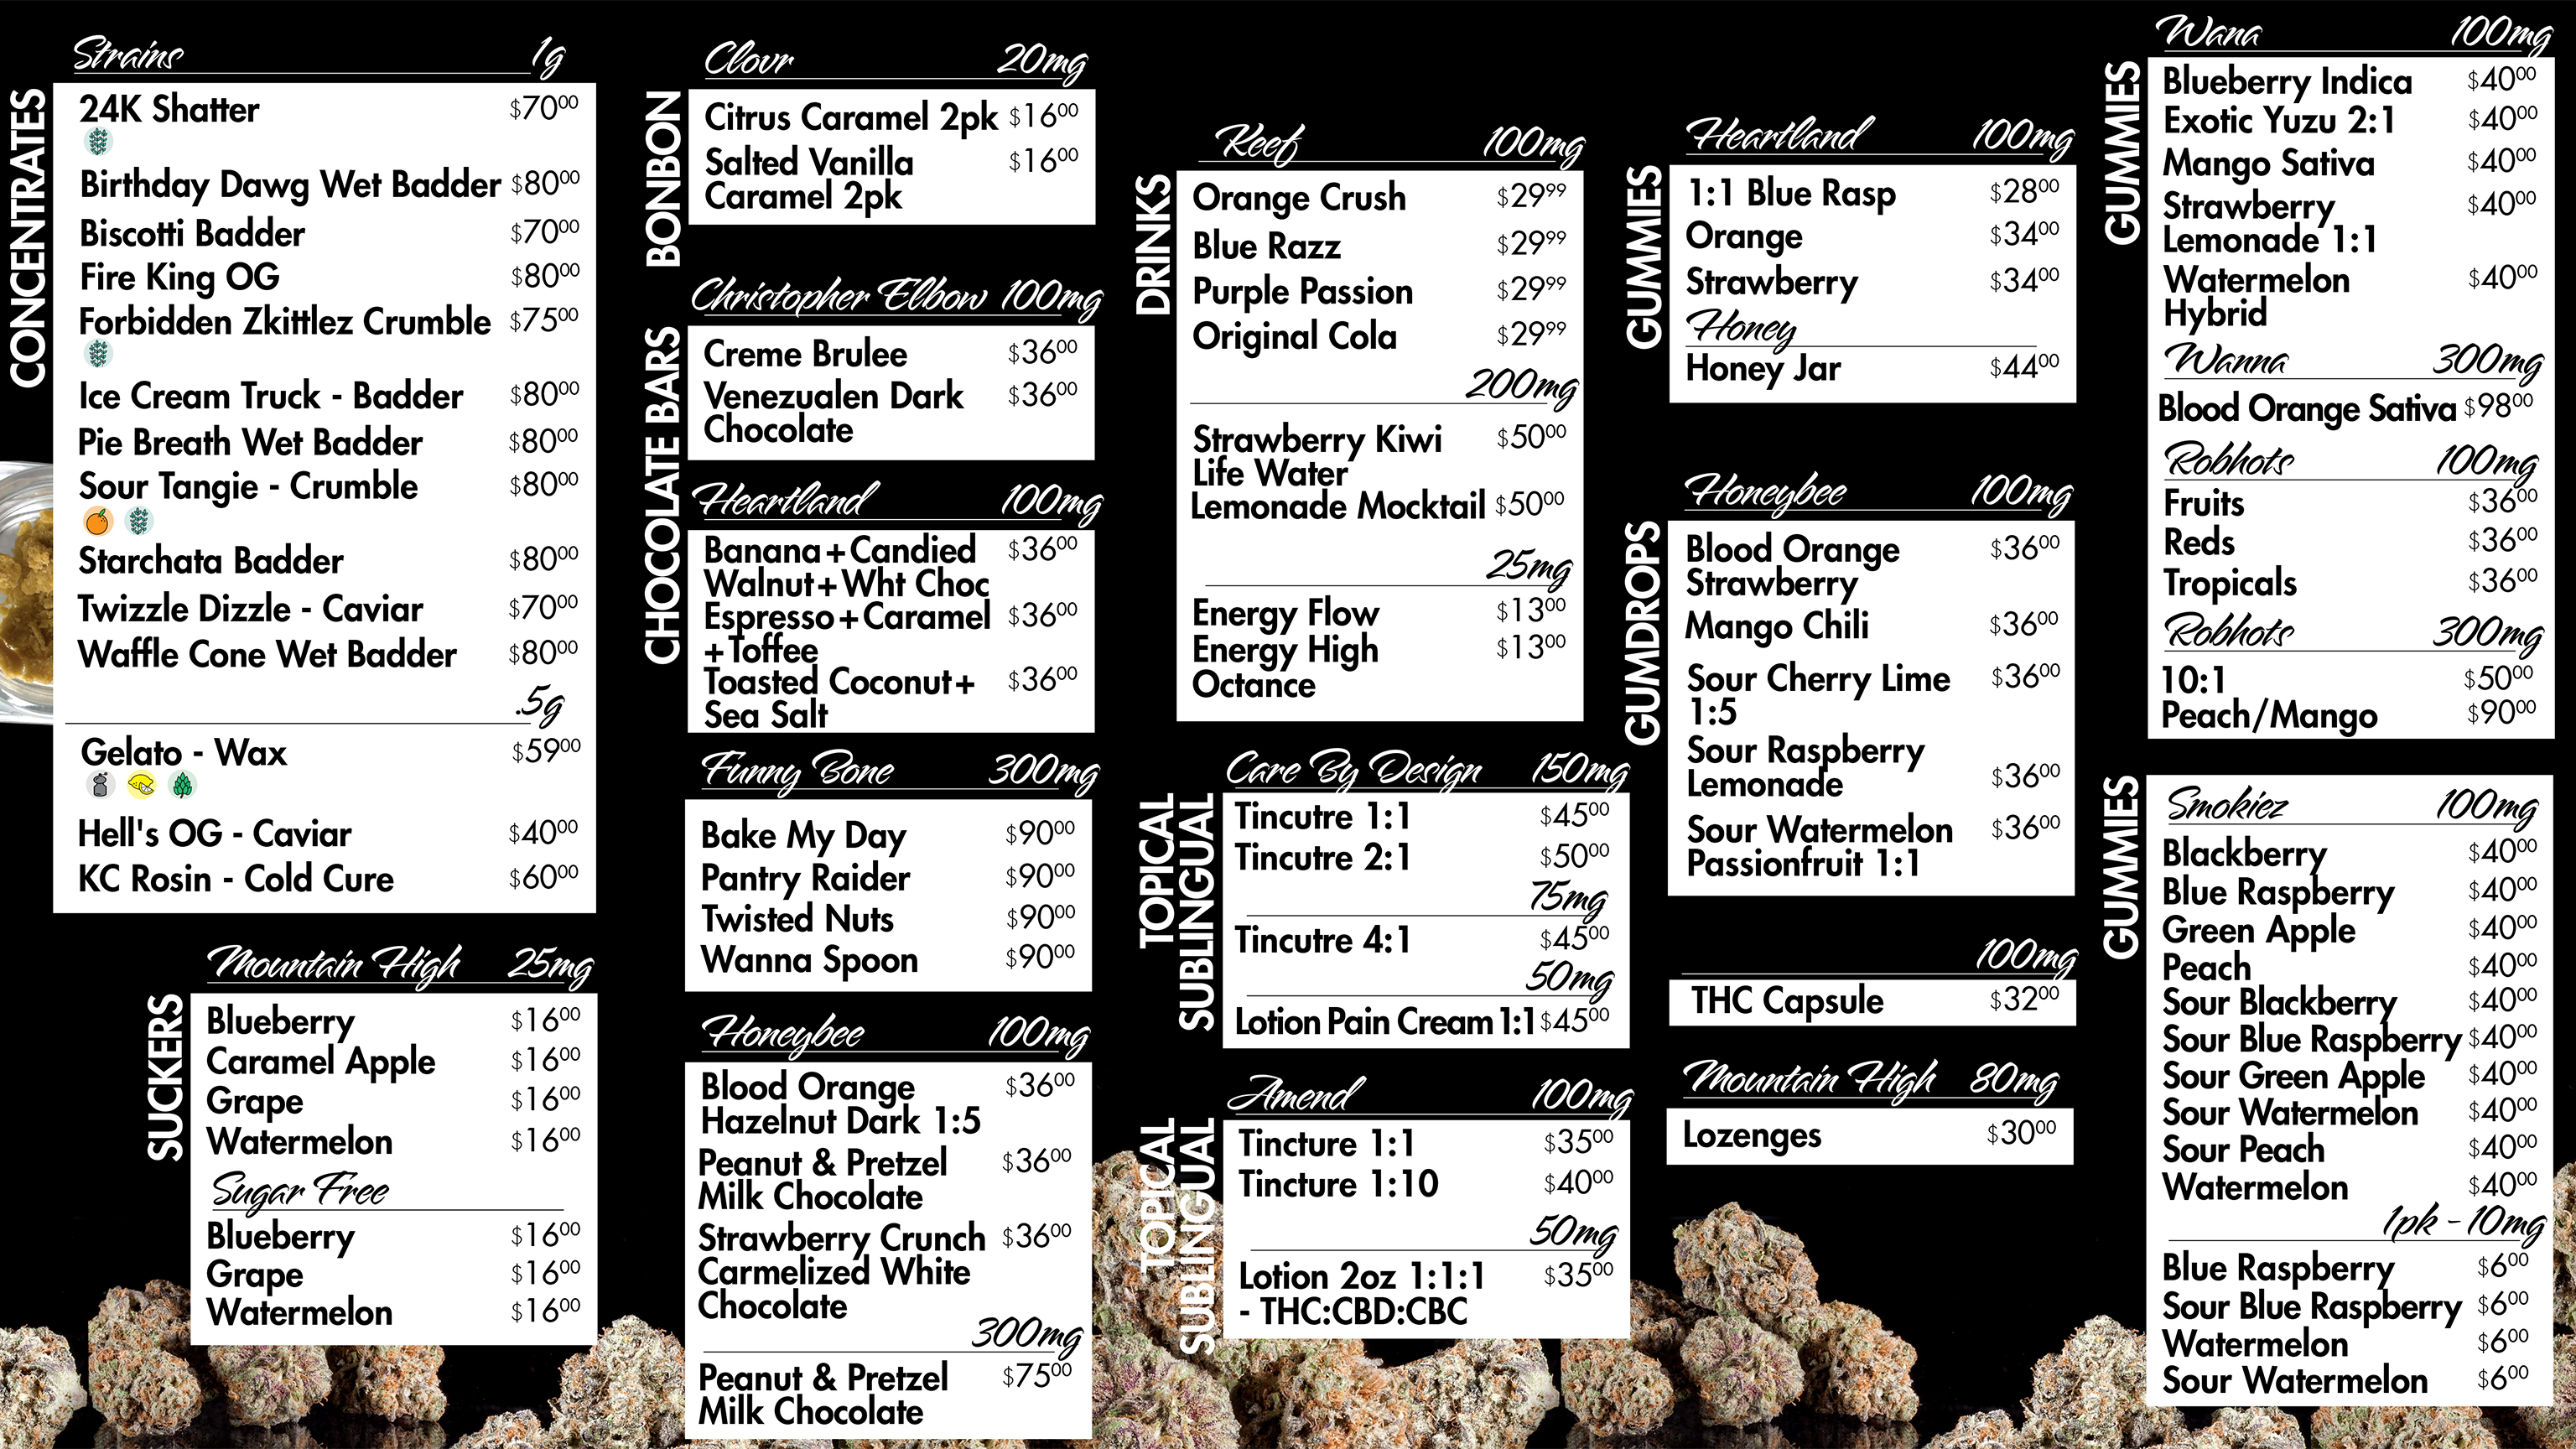 CONCENTRATES
Strains 1g
24K Shatter $70⁰⁰
Birthday Dawg Wet Badder $80⁰⁰
Biscotti Badder $70⁰⁰
Fire King OG $80⁰⁰
Forbidden Zkittlez Crumble $75⁰⁰
Ice Cream Truck - Badder $80⁰⁰
Pie Breath Wet Badder $80⁰⁰
Sour Tangie - Crumble $80⁰⁰
Starchata Badder $80⁰⁰
Twizzle Dizzle - Caviar $70⁰⁰
Waffle Cone Wet Badder $80⁰⁰
.5g
Gelato - Wax $59⁰⁰
Hell's OG - Caviar $40⁰⁰
KC Rosin - Cold Cure $60⁰⁰
SUCKERS
Mountain High 25mg
Blueberry $16⁰⁰
Caramel Apple $16⁰⁰
Grape $16⁰⁰
Watermelon $16⁰⁰
Sugar Free
Blueberry $16⁰⁰
Grape $16⁰⁰
Watermelon $16⁰⁰
BONBON
Clovr 20mg
Citrus Caramel 2pk $16⁰⁰
Salted Vanilla $16⁰⁰
Caramel 2pk
CHOCOLATE BARS
Christopher Elbow 100mg
Creme Brulee $36⁰⁰
Venezualen Dark $36⁰⁰
Chocolate
Heartland 100mg
Banana+Candied $36⁰⁰
Walnut+Wht Choc
Espresso+Caramel $36⁰⁰
+Toffee
Toasted Coconut+ $36⁰⁰
Sea Salt
Funny Bone 300mg
Bake My Day $90⁰⁰
Pantry Raider $90⁰⁰
Twisted Nuts $90⁰⁰
Wanna Spoon $90⁰⁰
Honeybee 100mg
Blood Orange $36⁰⁰
Hazelnut Dark 1:5
Peanut & Pretzel $36⁰⁰
Milk Chocolate
Strawberry Crunch $36⁰⁰
Carmelized White
Chocolate
300mg
Peanut & Pretzel $75⁰⁰
Milk Chocolate
DRINKS
Keef 100mg
Orange Crush $29⁹⁹
Blue Razz $29⁹⁹
Purple Passion $29⁹⁹
Original Cola $29⁹⁹
200mg
Strawberry Kiwi $50⁰⁰
Life Water
Lemonade Mocktail $50⁰⁰
25mg
Energy Flow $13⁰⁰
Energy High $13⁰⁰
Octance
TOPICAL
SUBLINGUAL
Care By Design 150mg
Tincutre 1:1 $45⁰⁰
Tincutre 2:1 $50⁰⁰
75mg
Tincutre 4:1 $45⁰⁰
50mg
Lotion Pain Cream 1:1 $45⁰⁰
TOPICAL
SUBLINGUAL
Amend 100mg
Tincture 1:1 $35⁰⁰
Tincture 1:10 $40⁰⁰
50mg
Lotion 2oz 1:1:1 $35⁰⁰
- THC:CBD:CBC
GUMMIES
Heartland 100mg
1:1 Blue Rasp $28⁰⁰
Orange $34⁰⁰
Strawberry $34⁰⁰
Honey
Honey Jar $44⁰⁰
GUMDROPS
Honeybee 100mg
Blood Orange $36⁰⁰
Strawberry
Mango Chili $36⁰⁰
Sour Cherry Lime $36⁰⁰
1:5
Sour Raspberry
Lemonade $36⁰⁰
Sour Watermelon $36⁰⁰
Passionfruit 1:1
100mg
THC Capsule $32⁰⁰
Mountain High 80mg
Lozenges $30⁰⁰
GUMMIES
Wana 100mg
Blueberry Indica $40⁰⁰
Exotic Yuzu 2:1 $40⁰⁰
Mango Sativa $40⁰⁰
Strawberry $40⁰⁰
Lemonade 1:1
Watermelon $40⁰⁰
Hybrid
Wanna 300mg
Blood Orange Sativa $98⁰⁰
Robhots 100mg
Fruits $36⁰⁰
Reds $36⁰⁰
Tropicals $36⁰⁰
Robhots 300mg
10:1 $50⁰⁰
Peach/Mango $90⁰⁰
GUMMIES
Smokiez 100mg
Blackberry $40⁰⁰
Blue Raspberry $40⁰⁰
Green Apple $40⁰⁰
Peach $40⁰⁰
Sour Blackberry $40⁰⁰
Sour Blue Raspberry $40⁰⁰
Sour Green Apple $40⁰⁰
Sour Watermelon $40⁰⁰
Sour Peach $40⁰⁰
Watermelon $40⁰⁰
1pk - 10mg
Blue Raspberry $6⁰⁰
Sour Blue Raspberry $6⁰⁰
Watermelon $6⁰⁰
Sour Watermelon $6⁰⁰